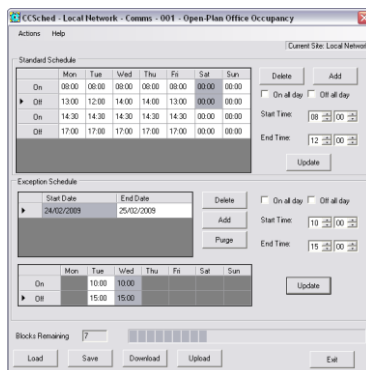 CCSched - Local Network - Comms - 001 - Open-Plan Office Occupancy
Actions Help
Current Site: Local Network
Standard Schedule
Mon Tue Wed Thu Fri Sat Sun
On 08:00 08:00 08:00 08:00 08:00 00:00 00:00
Off 13:00 12:00 14:00 14:00 13:00 00:00 00:00
On 14:30 14:30 14:30 14:30 14:30 00:00 00:00
Off 17:00 17:00 17:00 17:00 17:00 00:00 00:00
Delete Add
On all day Off all day
Start Time: 08 00
End Time: 12 00
Update
Exception Schedule
Start Date End Date
24/02/2009 25/02/2009
Delete
Add
Purge
On all day Off all day
Start Time: 10 00
End Time: 15 00
Update
Mon Tue Wed Thu Fri Sat Sun
On 10:00 10:00
Off 15:00 15:00
Blocks Remaining 7
Load Save Download Upload Exit